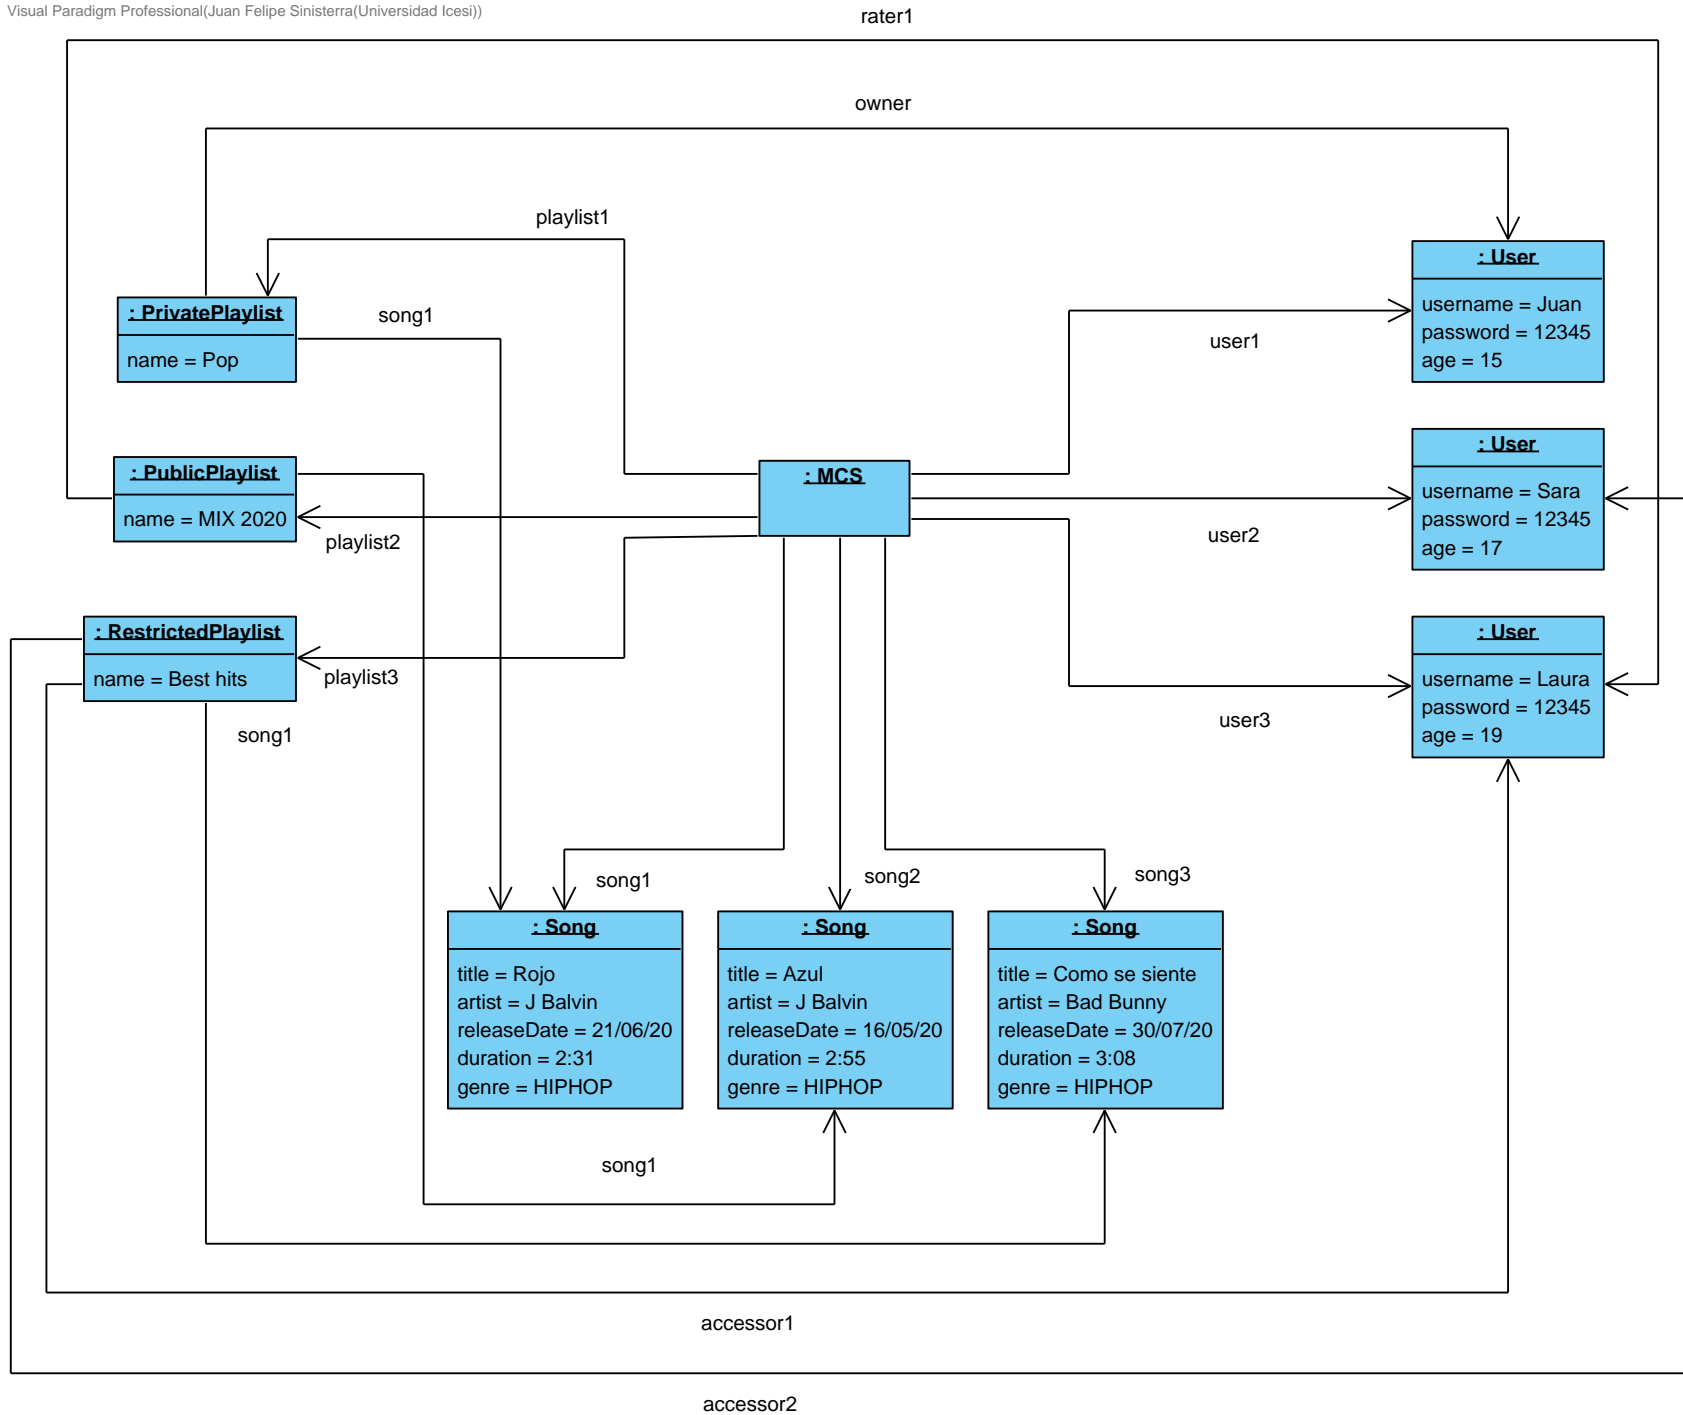 Visual Paradigm Professional(Juan Felipe Sinisterra(Universidad Icesi))
rater1
owner
playlist1
: PrivatePlaylist
name = Pop
song1
: User
username = Juan
password = 12345
age = 15
user1
: PublicPlaylist
name = MIX 2020
playlist2
: MCS
: User
username = Sara
password = 12345
age = 17
user2
: RestrictedPlaylist
name = Best hits
playlist3
song1
: User
username = Laura
password = 12345
age = 19
user3
song1
song2
song3
: Song
title = Rojo
artist = J Balvin
releaseDate = 21/06/20
duration = 2:31
genre = HIPHOP
: Song
title = Azul
artist = J Balvin
releaseDate = 16/05/20
duration = 2:55
genre = HIPHOP
: Song
title = Como se siente
artist = Bad Bunny
releaseDate = 30/07/20
duration = 3:08
genre = HIPHOP
song1
accessor1
accessor2